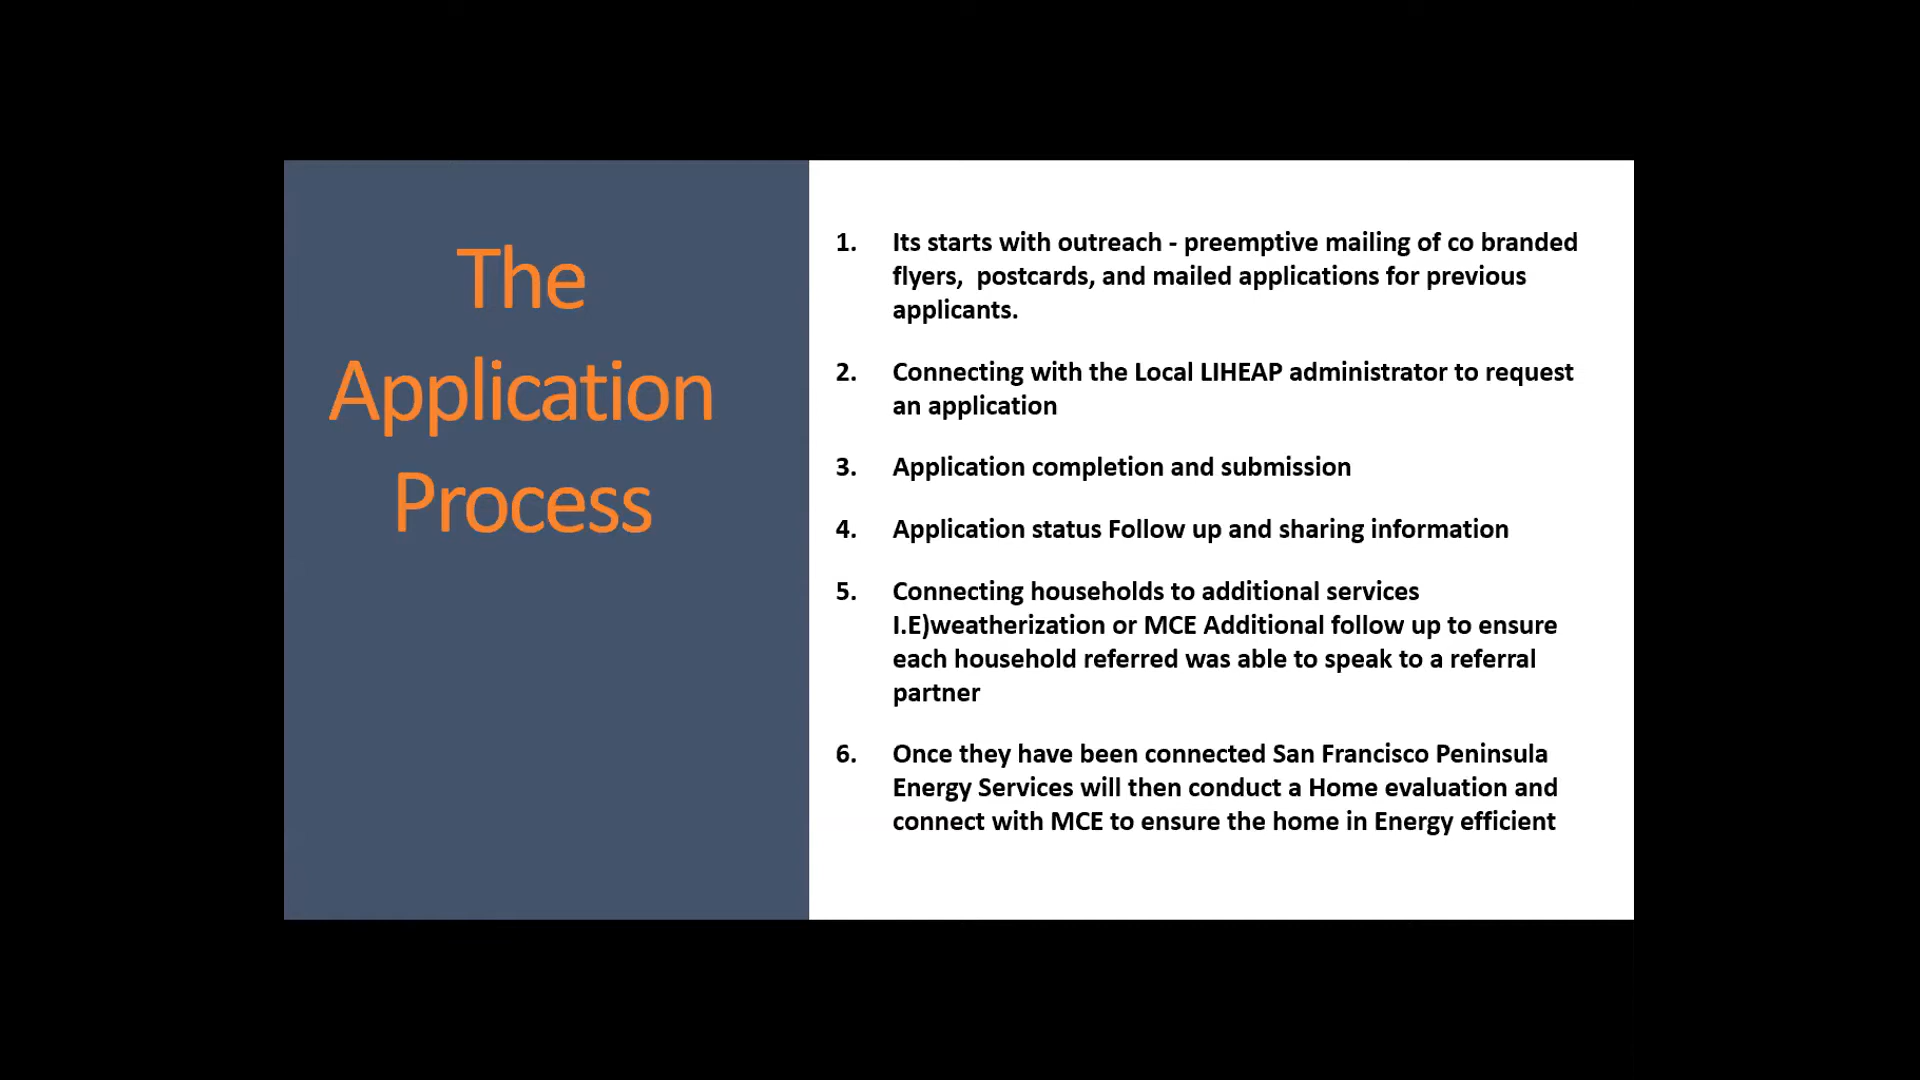 The
Application
Process
1. Its starts with outreach - preemptive mailing of co branded
flyers,  postcards, and mailed applications for previous
applicants.
2. Connecting with the Local LIHEAP administrator to request
an application
3. Application completion and submission
4. Application status Follow up and sharing information
5. Connecting households to additional services
I.E)weatherization or MCE Additional follow up to ensure
each household referred was able to speak to a referral
partner
6. Once they have been connected San Francisco Peninsula
Energy Services will then conduct a Home evaluation and
connect with MCE to ensure the home in Energy efficient